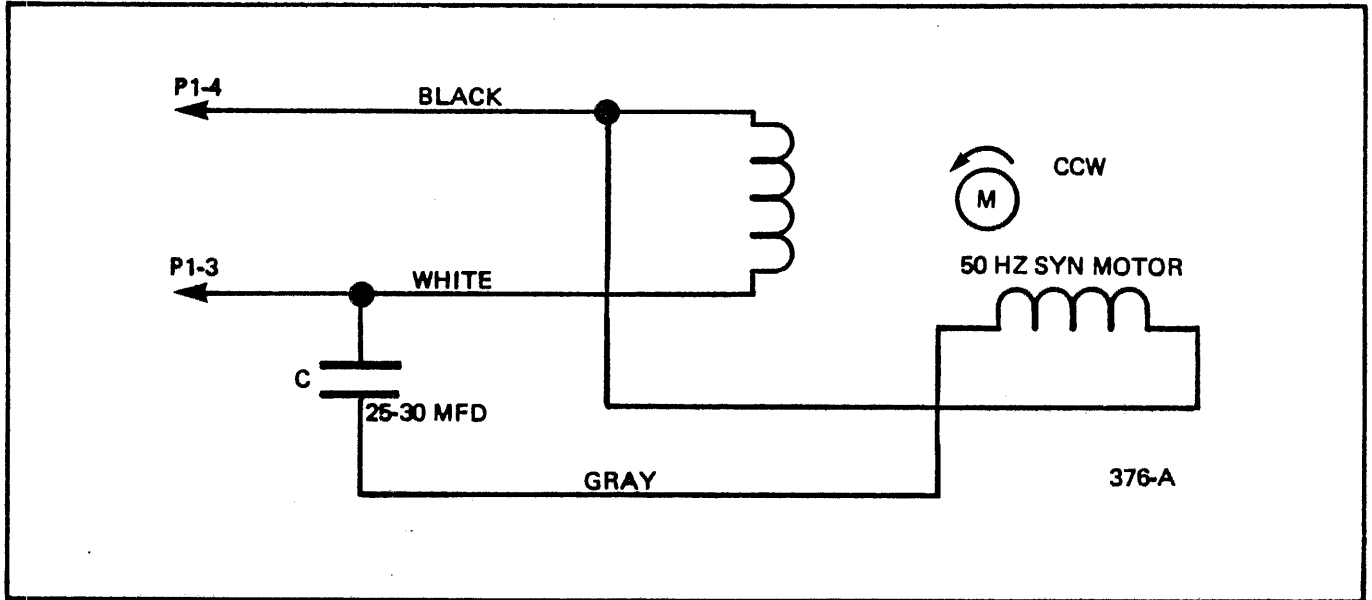 P1-4
BLACK
CCW
M
P1-3
WHITE
50 HZ SYN MOTOR
C
25-30 MFD
GRAY
376-A